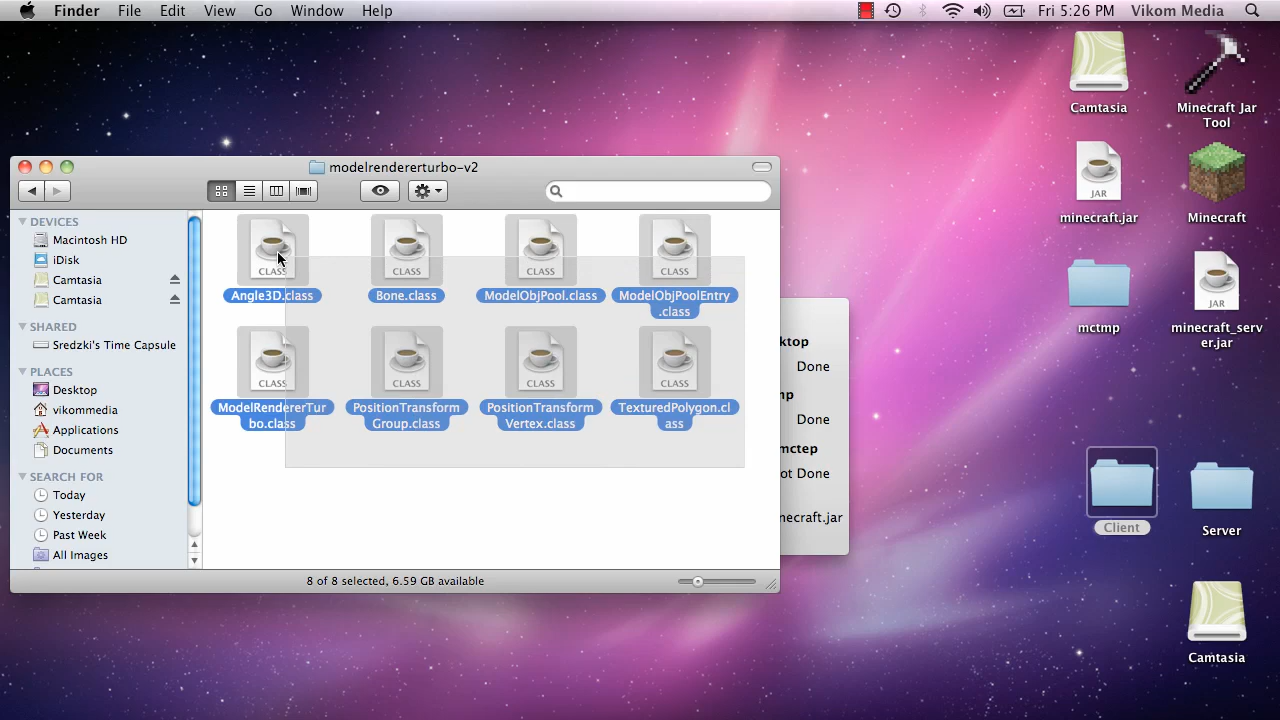 Finder File Edit View Go Window Help
Fri 5:26 PM Vikom Media
modelrendererturbo-v2
DEVICES
Macintosh HD
iDisk
Camtasia
Camtasia
SHARED
Sredzki's Time Capsule
PLACES
Desktop
vikommedia
Applications
Documents
SEARCH FOR
Today
Yesterday
Past Week
All Images
CLASS CLASS CLASS CLASS
Angle3D.class Bone.class ModelObjPool.class ModelObjPoolEntry
.class
CLASS CLASS CLASS CLASS
ModelRendererTur PositionTransform PositionTransform TexturedPolygon.cl
bo.class Group.class Vertex.class ass
8 of 8 selected, 6.59 GB available
ktop
Done
mp
Done
mctep
ot Done
necraft.jar
Camtasia
Minecraft Jar
Tool
JAR
minecraft.jar
Minecraft
mctmp
JAR
minecraft_serv
er.jar
Client
Server
Camtasia